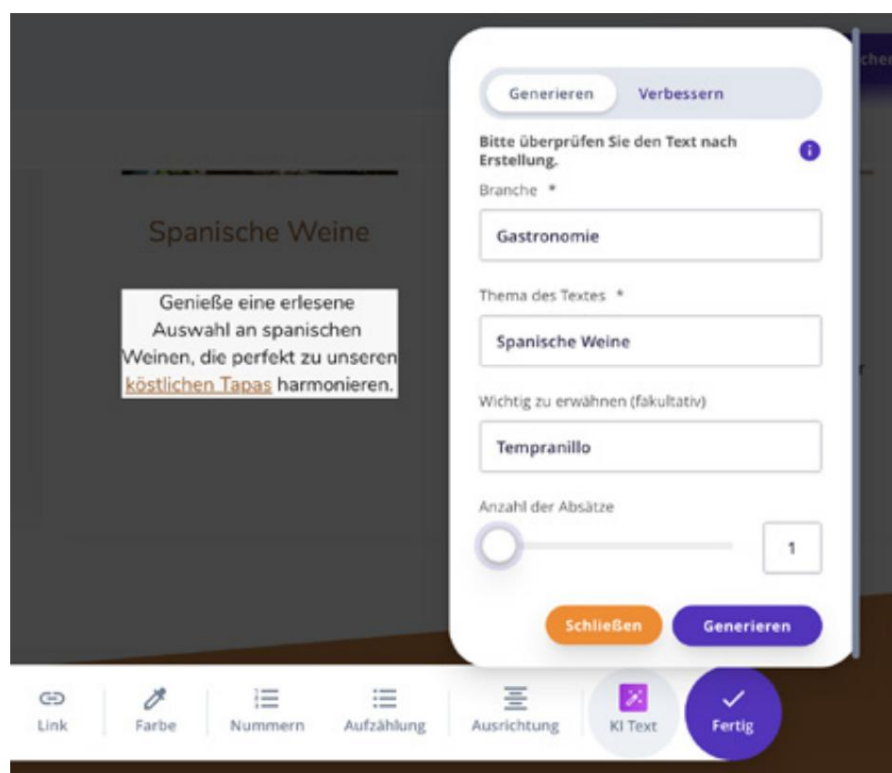 Generieren Verbessern
Bitte überprüfen Sie den Text nach
Erstellung.
Branche *
Gastronomie
Thema des Textes *
Spanische Weine
Wichtig zu erwähnen (fakultativ)
Tempranillo
Anzahl der Absätze
1
Schließen Generieren
Spanische Weine
Genieße eine erlesene
Auswahl an spanischen
Weinen, die perfekt zu unseren
köstlichen Tapas harmonieren.
Link Farbe Nummern Aufzählung Ausrichtung KI Text Fertig